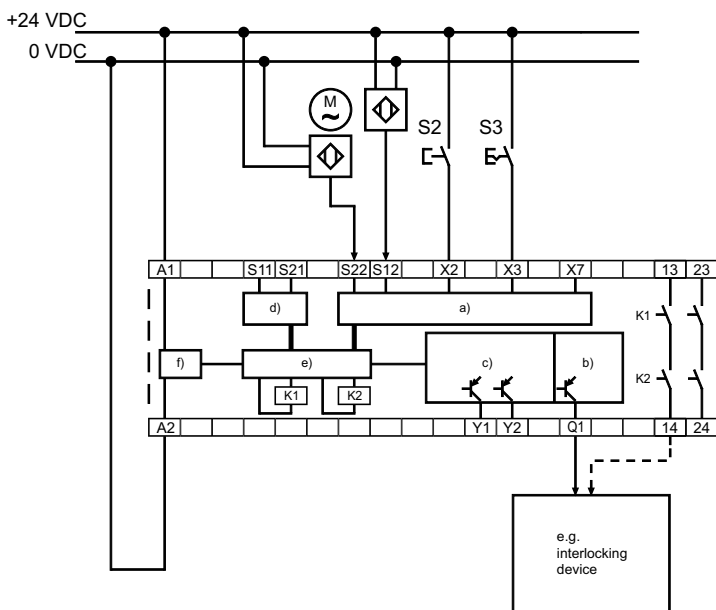 +24 VDC
0 VDC
M
~
S2 S3
A1 S11 S21 S22 S12 X2 X3 X7 13 23
d) a)
K1
f) e) c) b)
K2
K1 K2
A2 Y1 Y2 Q1 14 24
e.g.
interlocking
device